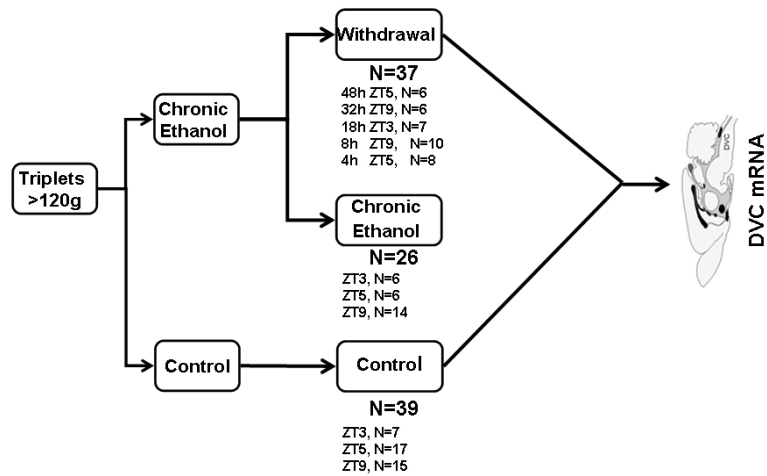 Withdrawal
N=37
48h ZT5, N=6
32h ZT9, N=6
18h ZT3, N=7
8h ZT9, N=10
4h ZT5, N=8
Chronic
Ethanol
Triplets
>120g
Chronic
Ethanol
N=26
ZT3, N=6
ZT5, N=6
ZT9, N=14
Control
Control
N=39
ZT3, N=7
ZT5, N=17
ZT9, N=15
DVC
DVC mRNA